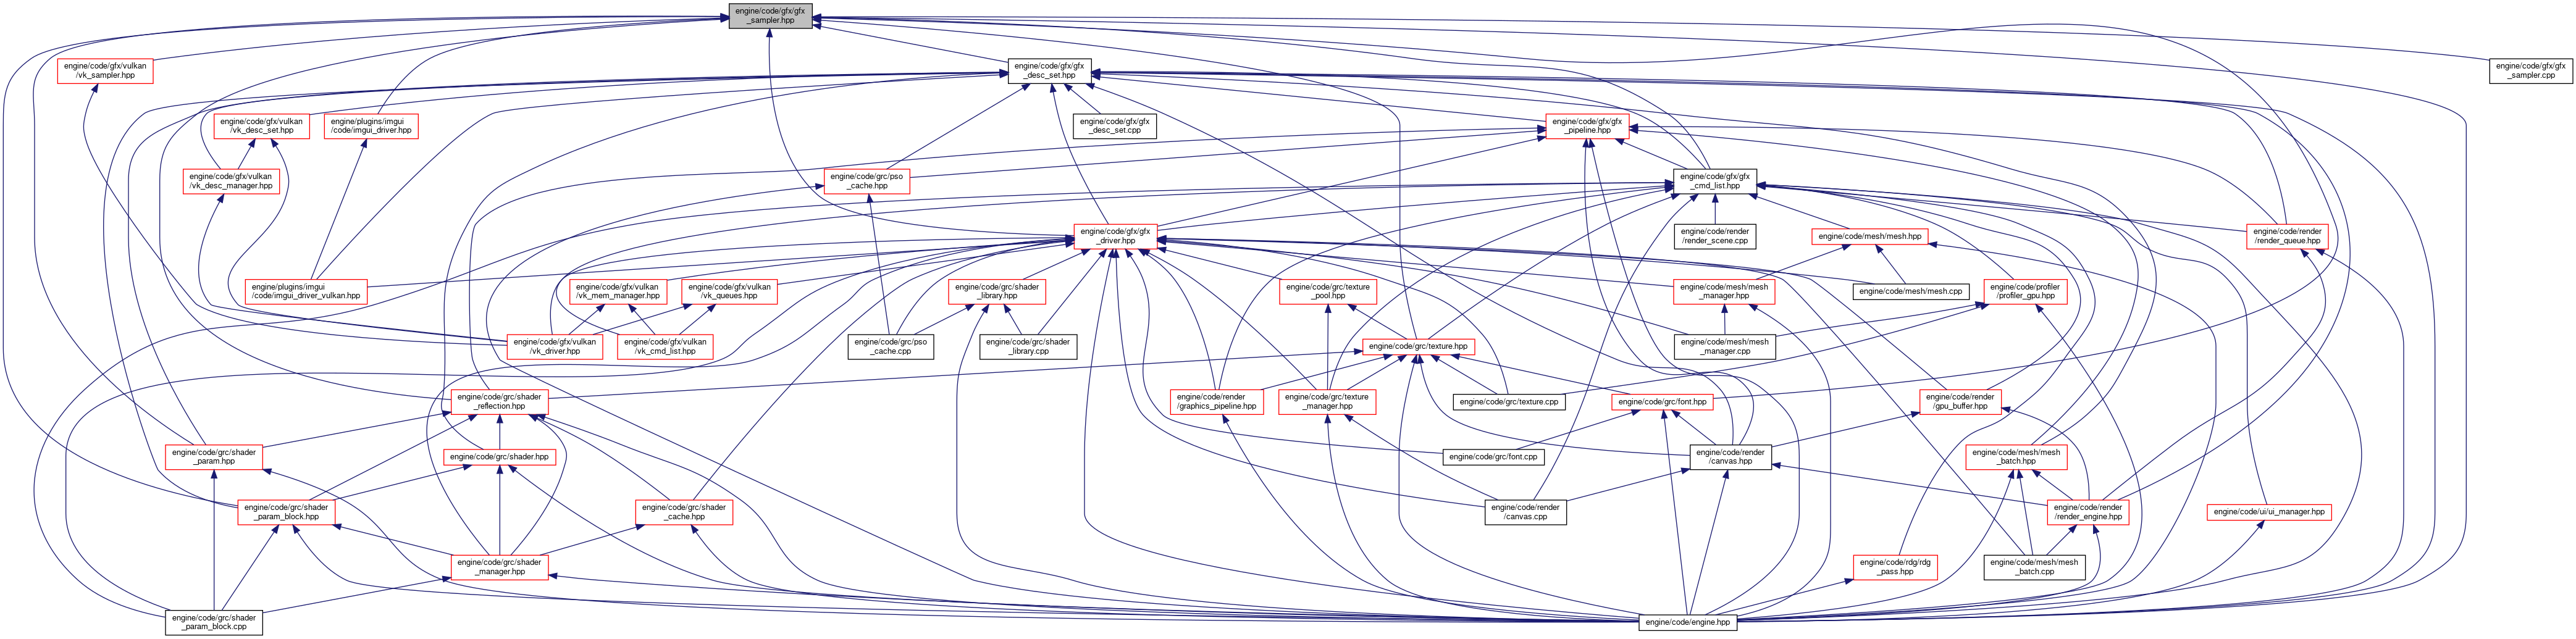 engine/code/gfx/gfx
_sampler.hpp
engine/code/gfx/vulkan
/vk_sampler.hpp
engine/code/gfx/gfx
_desc_set.hpp
engine/code/gfx/gfx
_sampler.cpp
engine/code/gfx/vulkan
/vk_desc_set.hpp
engine/plugins/imgui
/code/imgui_driver.hpp
engine/code/gfx/gfx
_desc_set.cpp
engine/code/gfx/gfx
_pipeline.hpp
engine/code/gfx/vulkan
/vk_desc_manager.hpp
engine/code/grc/pso
_cache.hpp
engine/code/gfx/gfx
_cmd_list.hpp
engine/code/gfx/gfx
_driver.hpp
engine/code/render
/render_scene.cpp
engine/code/mesh/mesh.hpp
engine/code/render
/render_queue.hpp
engine/plugins/imgui
/code/imgui_driver_vulkan.hpp
engine/code/gfx/vulkan
/vk_mem_manager.hpp
engine/code/gfx/vulkan
/vk_queues.hpp
engine/code/grc/shader
_library.hpp
engine/code/grc/texture
_pool.hpp
engine/code/mesh/mesh
_manager.hpp
engine/code/mesh/mesh.cpp
engine/code/profiler
/profiler_gpu.hpp
engine/code/gfx/vulkan
/vk_driver.hpp
engine/code/gfx/vulkan
/vk_cmd_list.hpp
engine/code/grc/pso
_cache.cpp
engine/code/grc/shader
_library.cpp
engine/code/grc/texture.hpp
engine/code/mesh/mesh
_manager.cpp
engine/code/grc/shader
_reflection.hpp
engine/code/render
/graphics_pipeline.hpp
engine/code/grc/texture
_manager.hpp
engine/code/grc/texture.cpp
engine/code/grc/font.hpp
engine/code/render
/gpu_buffer.hpp
engine/code/grc/shader
_param.hpp
engine/code/grc/shader.hpp
engine/code/grc/font.cpp
engine/code/render
/canvas.hpp
engine/code/mesh/mesh
_batch.hpp
engine/code/grc/shader
_param_block.hpp
engine/code/grc/shader
_cache.hpp
engine/code/render
/canvas.cpp
engine/code/render
/render_engine.hpp
engine/code/ui/ui_manager.hpp
engine/code/grc/shader
_manager.hpp
engine/code/rdg/rdg
_pass.hpp
engine/code/mesh/mesh
_batch.cpp
engine/code/grc/shader
_param_block.cpp
engine/code/engine.hpp